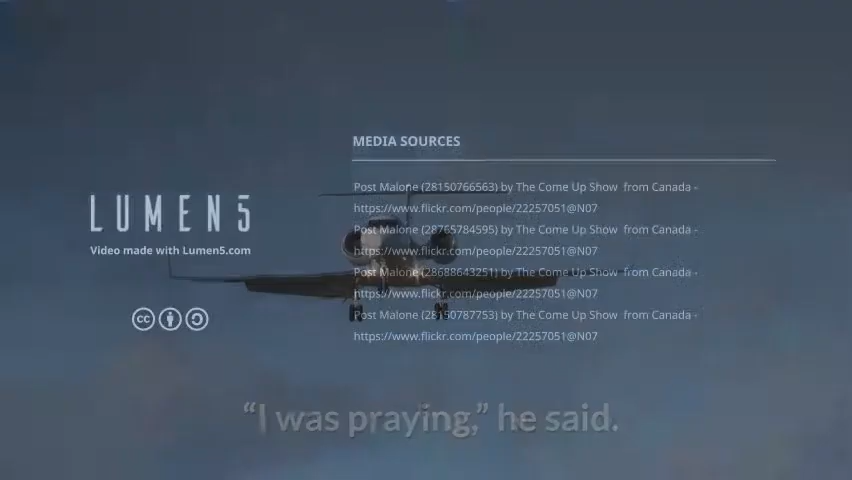 MEDIA SOURCES
Post Malone (28150766563) by The Come Up Show from Canada -
https://www.flickr.com/people/22257051@N07
Post Malone (28765784595) by The Come Up Show from Canada -
https://www.flickr.com/people/22257051@N07
Post Malone (28688643251) by The Come Up Show from Canada -
https://www.flickr.com/people/22257051@N07
Post Malone (28150787753) by The Come Up Show from Canada -
https://www.flickr.com/people/22257051@N07
LUMEN5
Video made with Lumen5.com
cc
“I was praying,” he said.